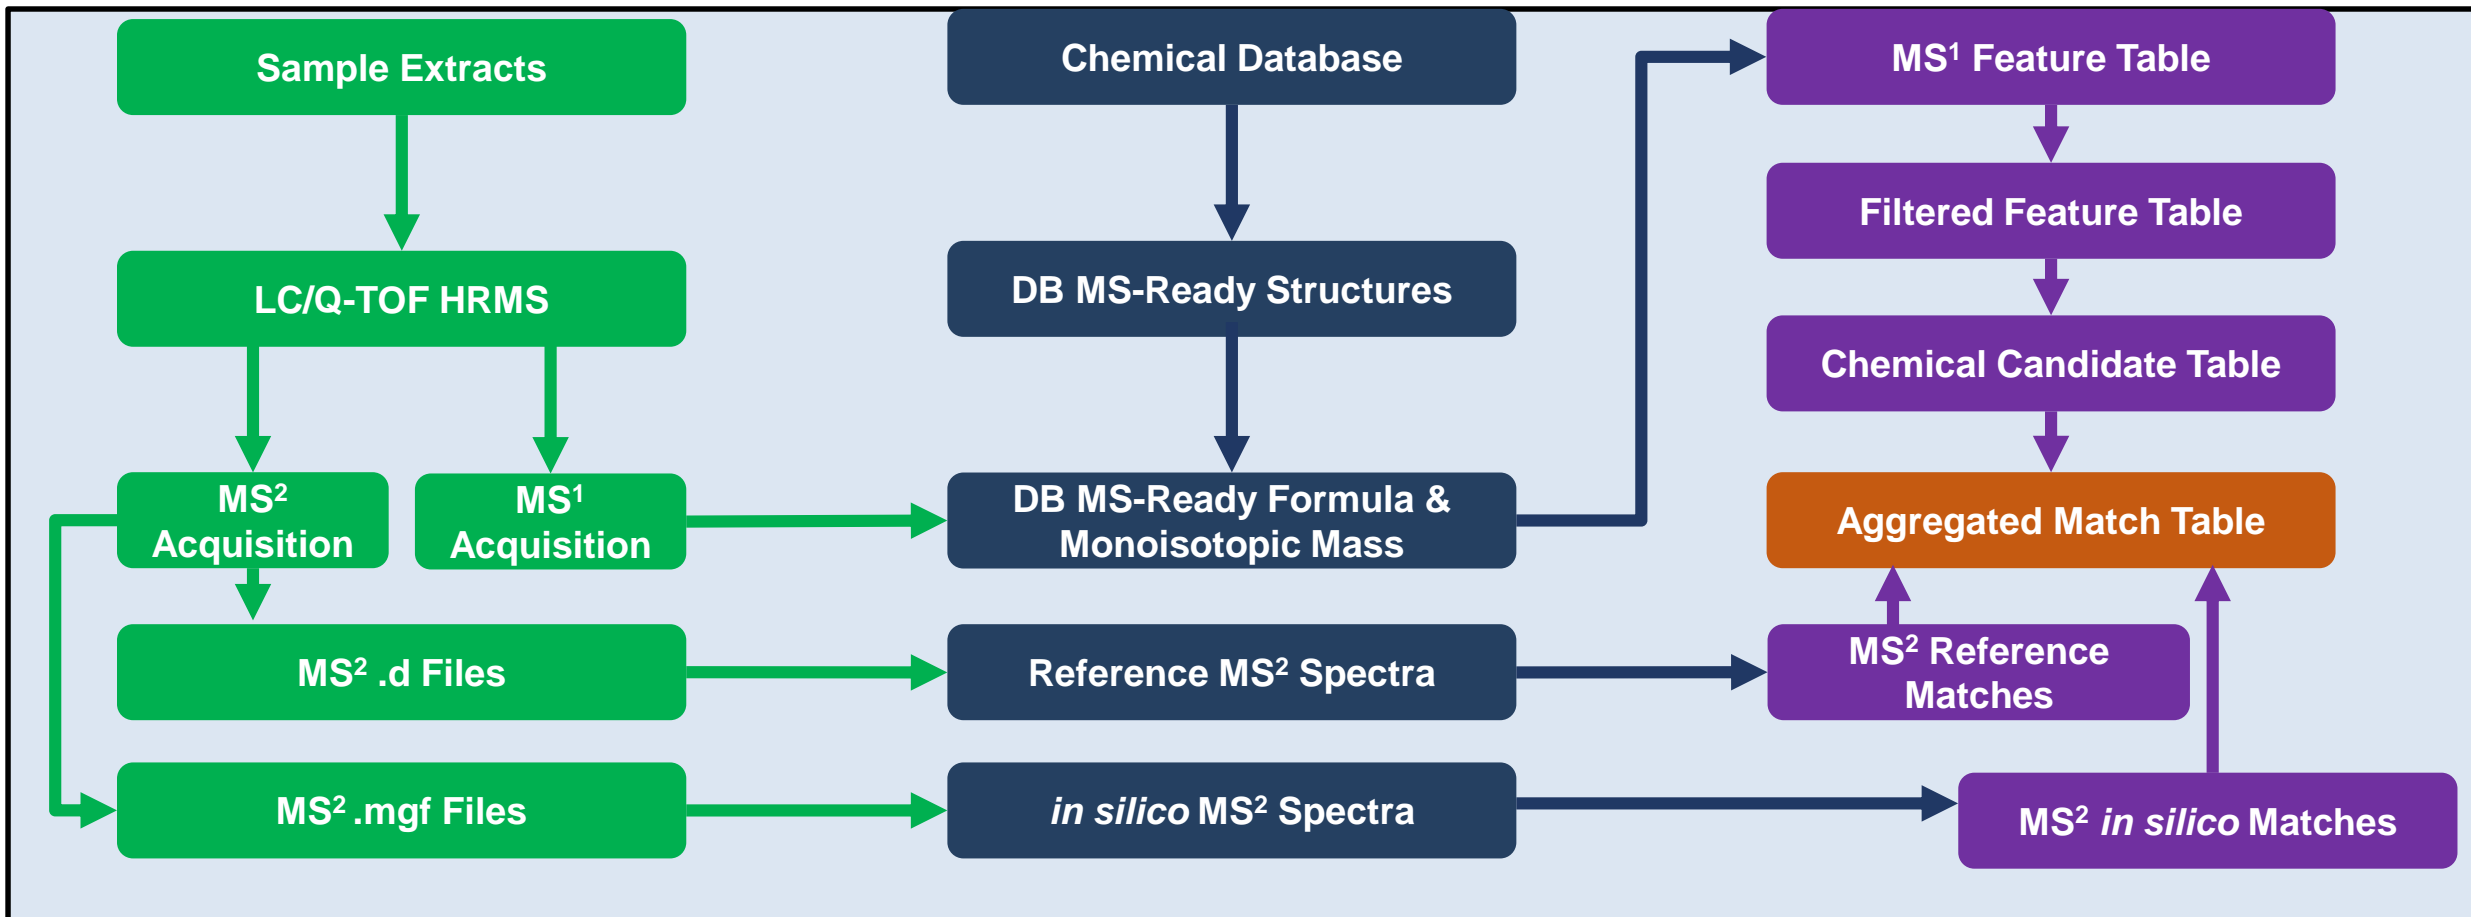 Sample Extracts
LC/Q-TOF HRMS
MS² 
Acquisition
MS¹
Acquisition
MS² .d Files
MS² .mgf Files
Chemical Database
DB MS-Ready Structures
DB MS-Ready Formula &
Monoisotopic Mass
Reference MS² Spectra
in silico MS² Spectra
MS¹ Feature Table
Filtered Feature Table
Chemical Candidate Table
Aggregated Match Table
MS² Reference
Matches
MS² in silico Matches